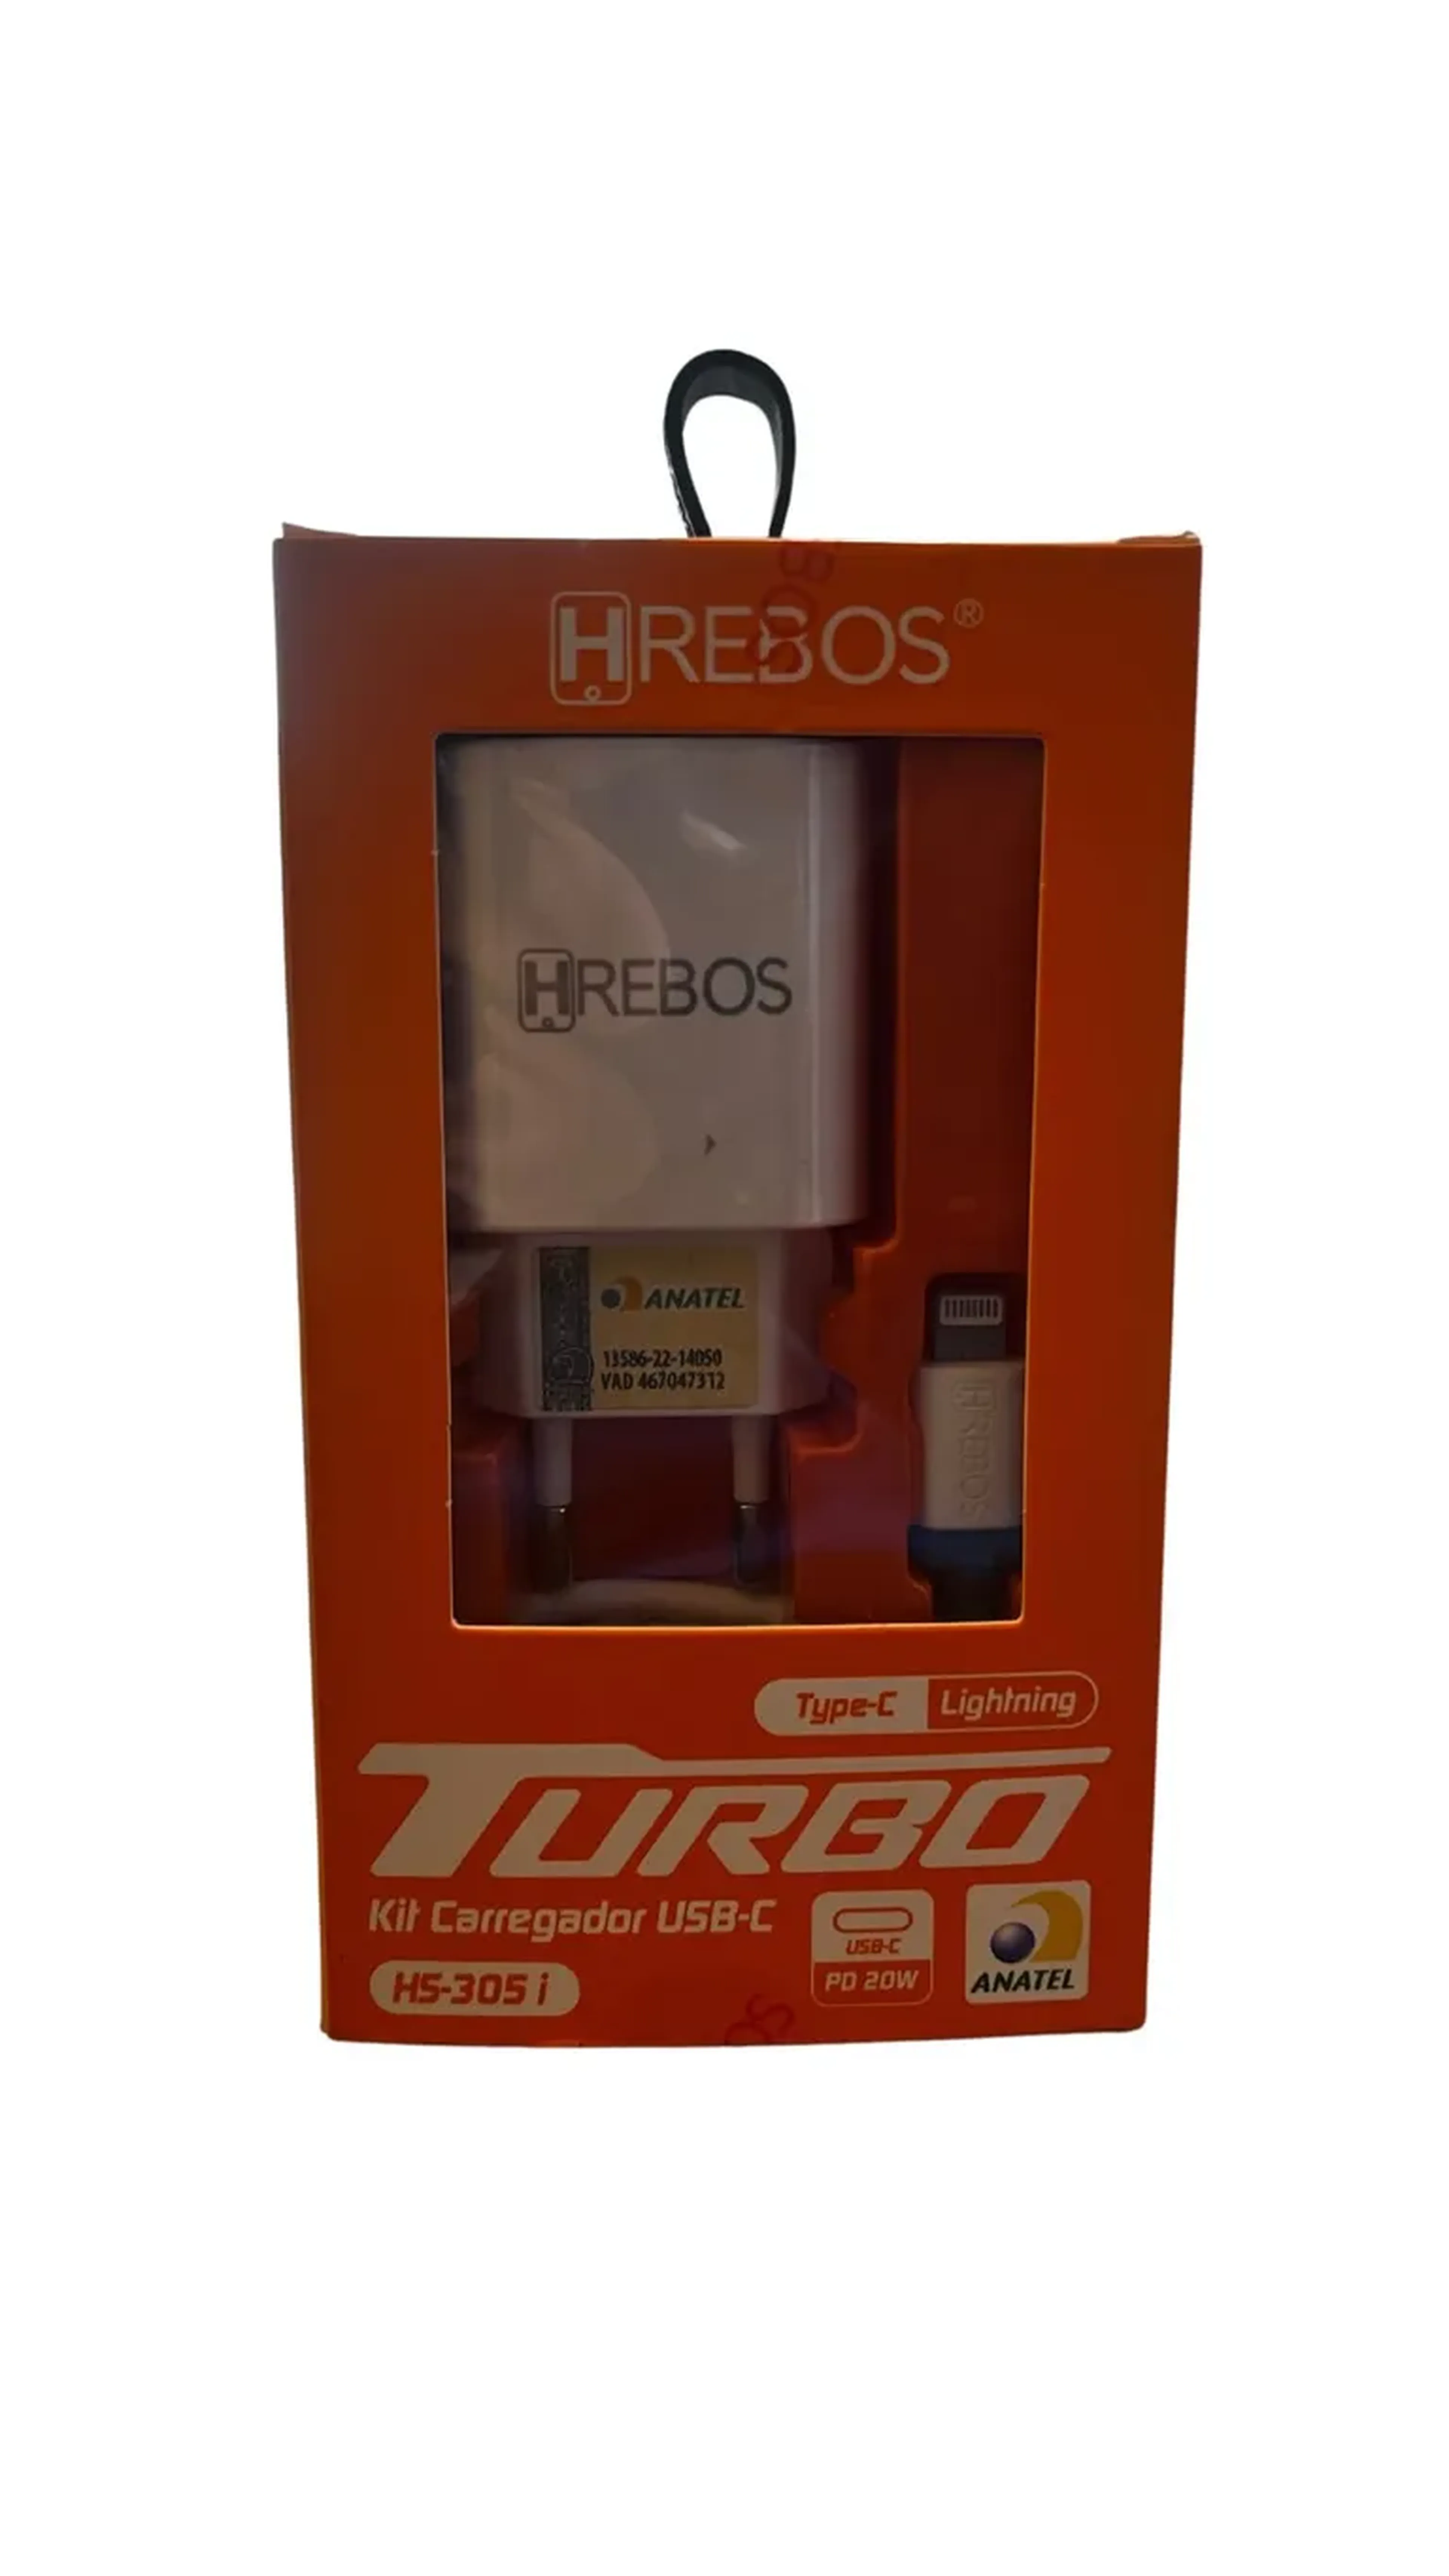 HREBOS®
HREBOS
ANATEL
13586-22-14050
VAD 467047312
HREBOS
Type-C Lightning
TURBO
Kit Carregador USB-C
USB-C
PD 20W
ANATEL
HS-305 i